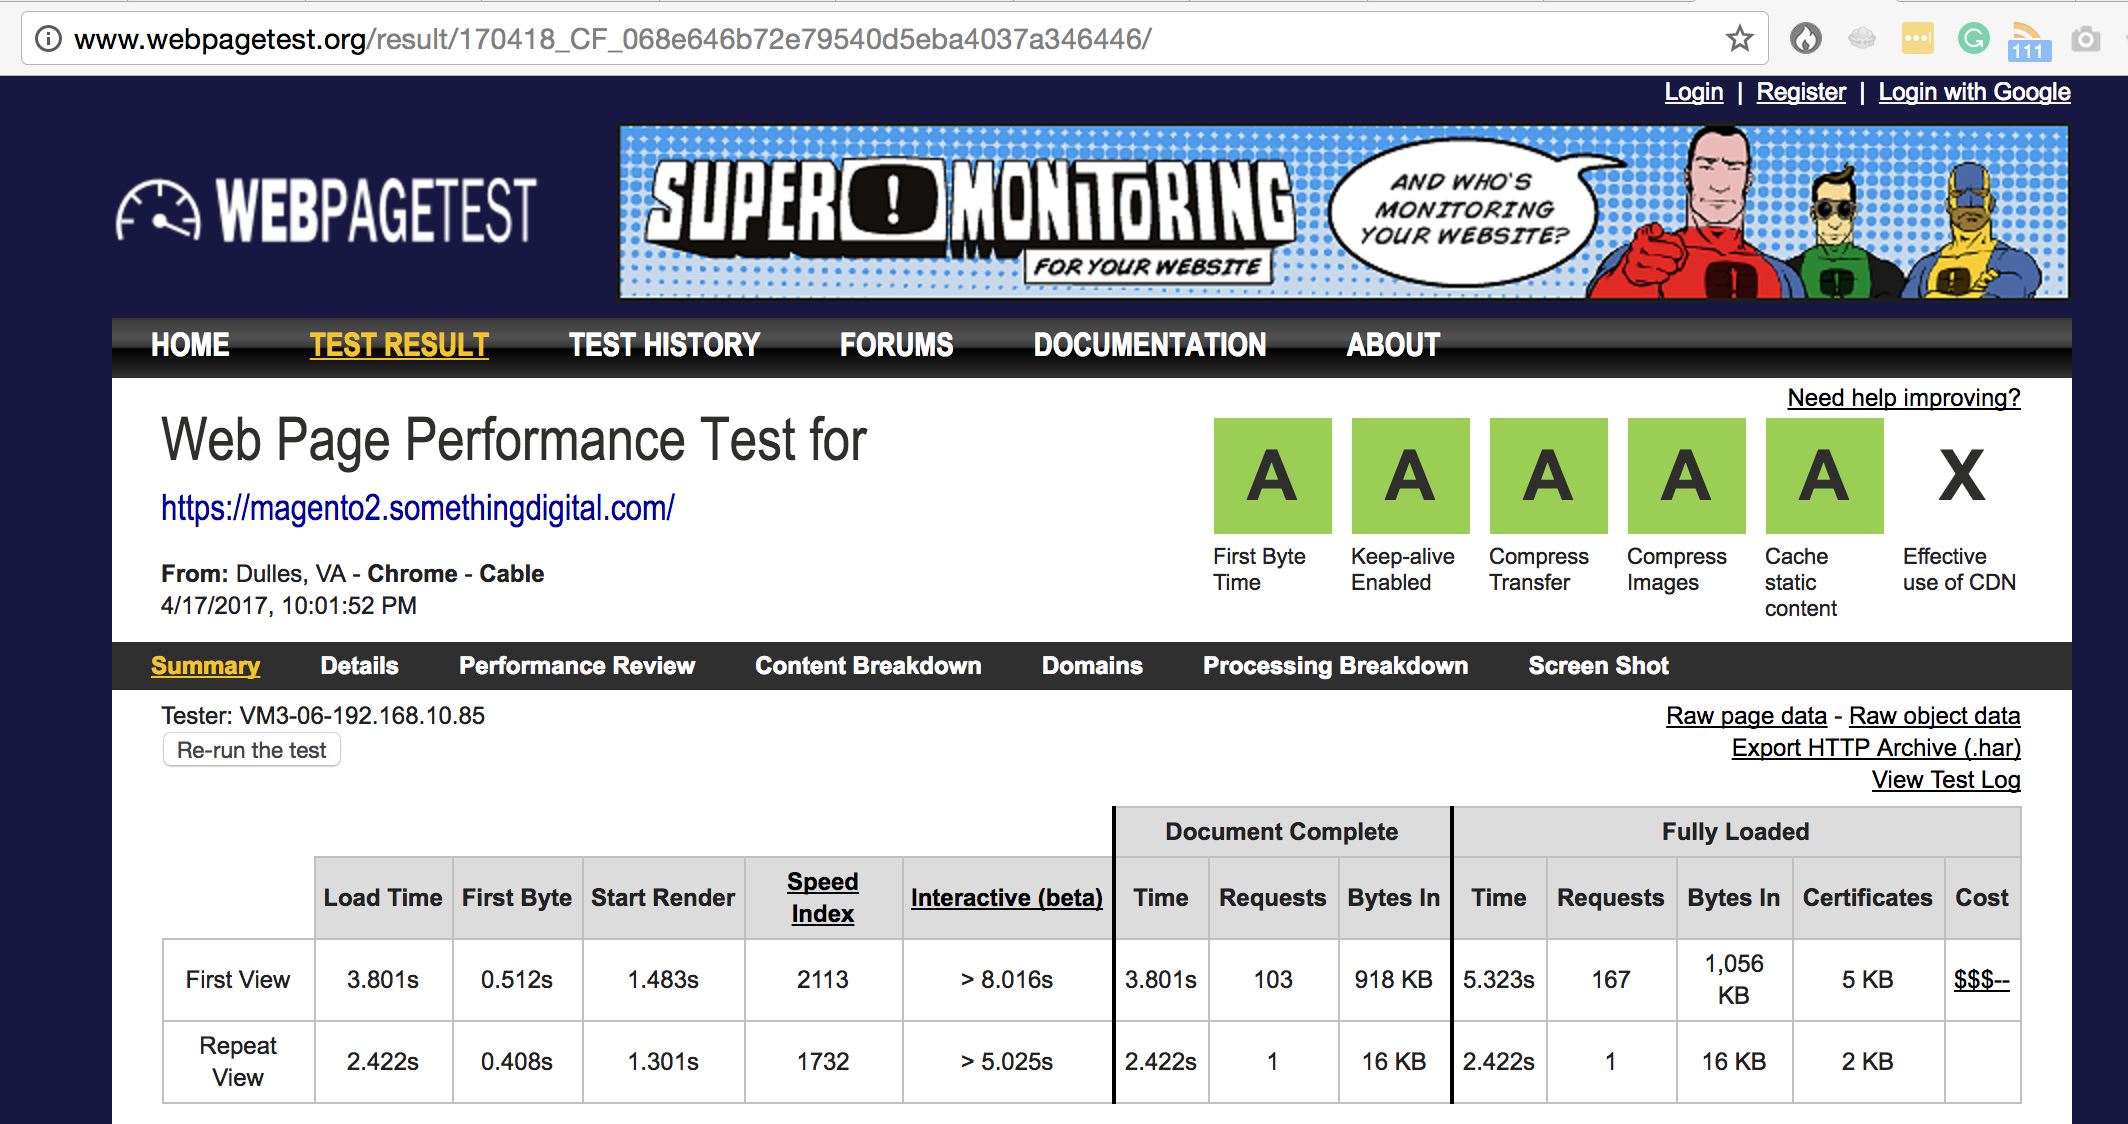 www.webpagetest.org/result/170418_CF_068e646b72e79540d5eba4037a346446/
111
Login | Register | Login with Google
WEBPAGETEST
SUPER MONITORING
FOR YOUR WEBSITE
AND WHO'S
MONITORING
YOUR WEBSITE?
HOME TEST RESULT TEST HISTORY FORUMS DOCUMENTATION ABOUT
Need help improving?
Web Page Performance Test for
https://magento2.somethingdigital.com/
From: Dulles, VA - Chrome - Cable
4/17/2017, 10:01:52 PM
A A A A A X
First Byte Time
Keep-alive Enabled
Compress Transfer
Compress Images
Cache static content
Effective use of CDN
Summary Details Performance Review Content Breakdown Domains Processing Breakdown Screen Shot
Tester: VM3-06-192.168.10.85
Re-run the test
Raw page data - Raw object data
Export HTTP Archive (.har)
View Test Log
Document Complete Fully Loaded
Load Time First Byte Start Render Speed Index Interactive (beta) Time Requests Bytes In Time Requests Bytes In Certificates Cost
First View 3.801s 0.512s 1.483s 2113 > 8.016s 3.801s 103 918 KB 5.323s 167 1,056 KB 5 KB $$$--
Repeat View 2.422s 0.408s 1.301s 1732 > 5.025s 2.422s 1 16 KB 2.422s 1 16 KB 2 KB